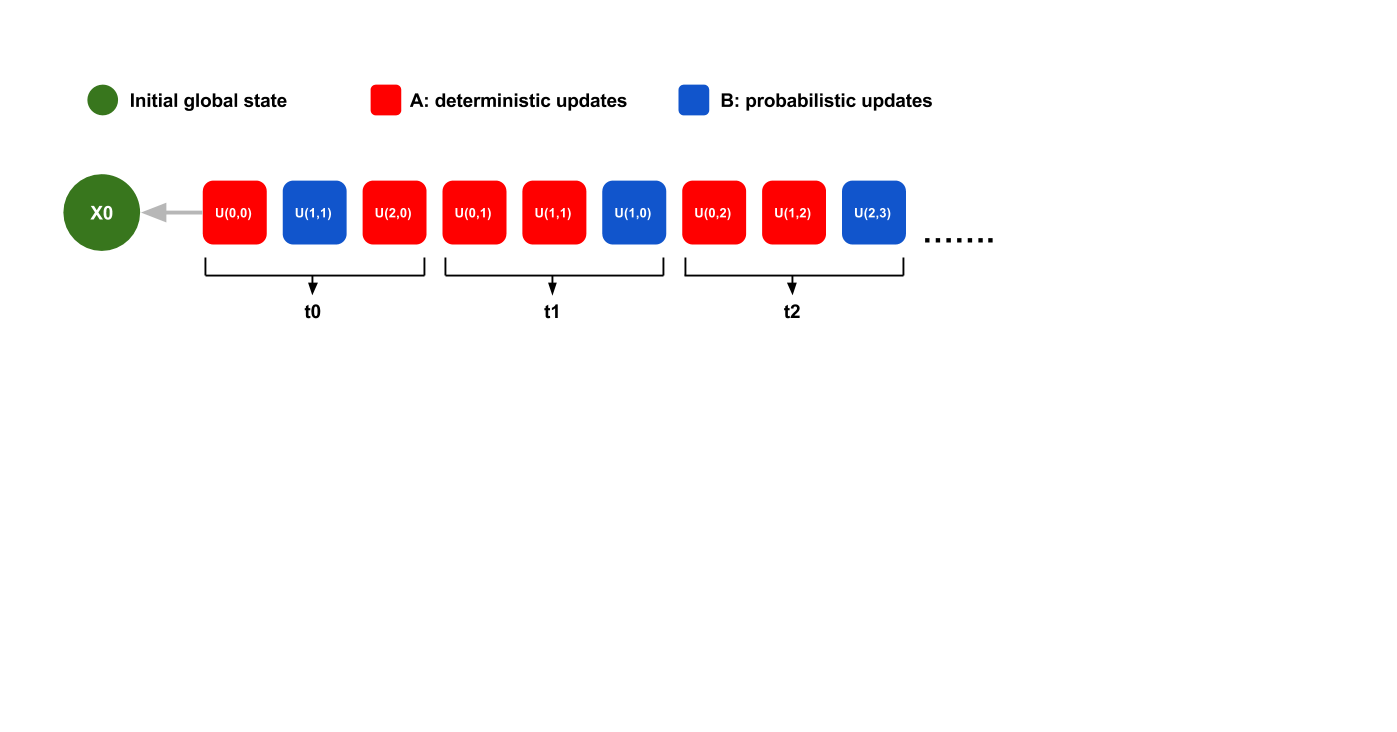 Initial global state
A: deterministic updates
B: probabilistic updates
X0
U(0,0)
U(1,1)
U(2,0)
U(0,1)
U(1,1)
U(1,0)
U(0,2)
U(1,2)
U(2,3)
.......
t0
t1
t2